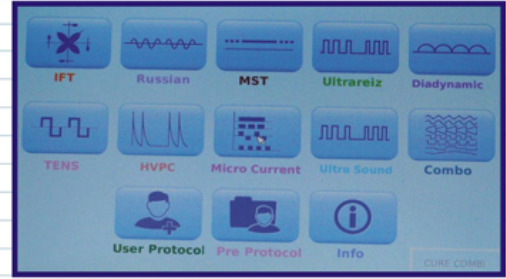 IFT Russian MST Ultrareiz Diadynamic
TENS HVPC Micro Current Ultra Sound Combo
User Protocol Pre Protocol Info
CURE COMBI